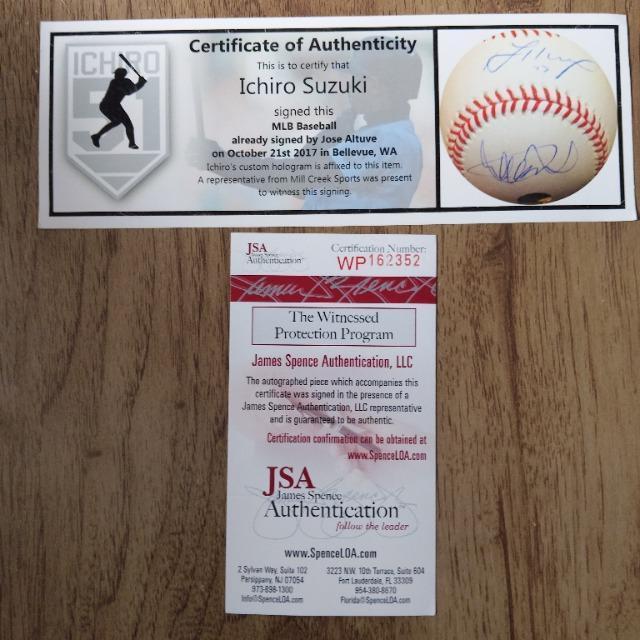 ICHIRO
51
Certificate of Authenticity
This is to certify that
Ichiro Suzuki
signed this
MLB Baseball
already signed by Jose Altuve
on October 21st 2017 in Bellevue, WA
Ichiro's custom hologram is affixed to this item.
A representative from Mill Creek Sports was present
to witness this signing.
JSA
Authentication
Certification Number:
WP162352
The Witnessed
Protection Program
James Spence Authentication, LLC
The autographed piece which accompanies this
certificate was signed in the presence of a
James Spence Authentication, LLC representative
and is guaranteed to be authentic.
Certification confirmation can be obtained at
www.SpenceLOA.com
JSA
James Spence
Authentication
follow the leader
www.SpenceLOA.com
2 Sylvan Way, Suite 102
Parsippany, NJ 07054
973-898-1300
Info@SpenceLOA.com
3223 N.W. 10th Terrace, Suite 604
Fort Lauderdale, FL 33309
954-380-8670
Florida@SpenceLOA.com